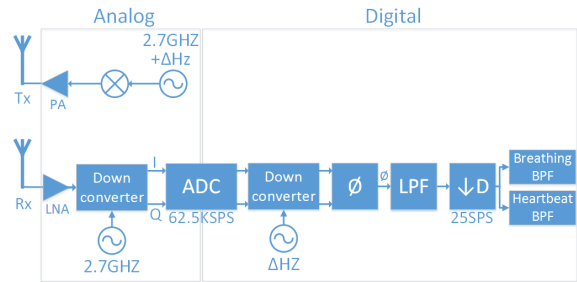 Analog
Digital
2.7GHZ
+ΔHz
Tx
PA
Rx
LNA
Down
converter
I
Q
ADC
62.5KSPS
Down
converter
Ø
ø
LPF
↓D
25SPS
Breathing
BPF
Heartbeat
BPF
2.7GHZ
ΔHZ